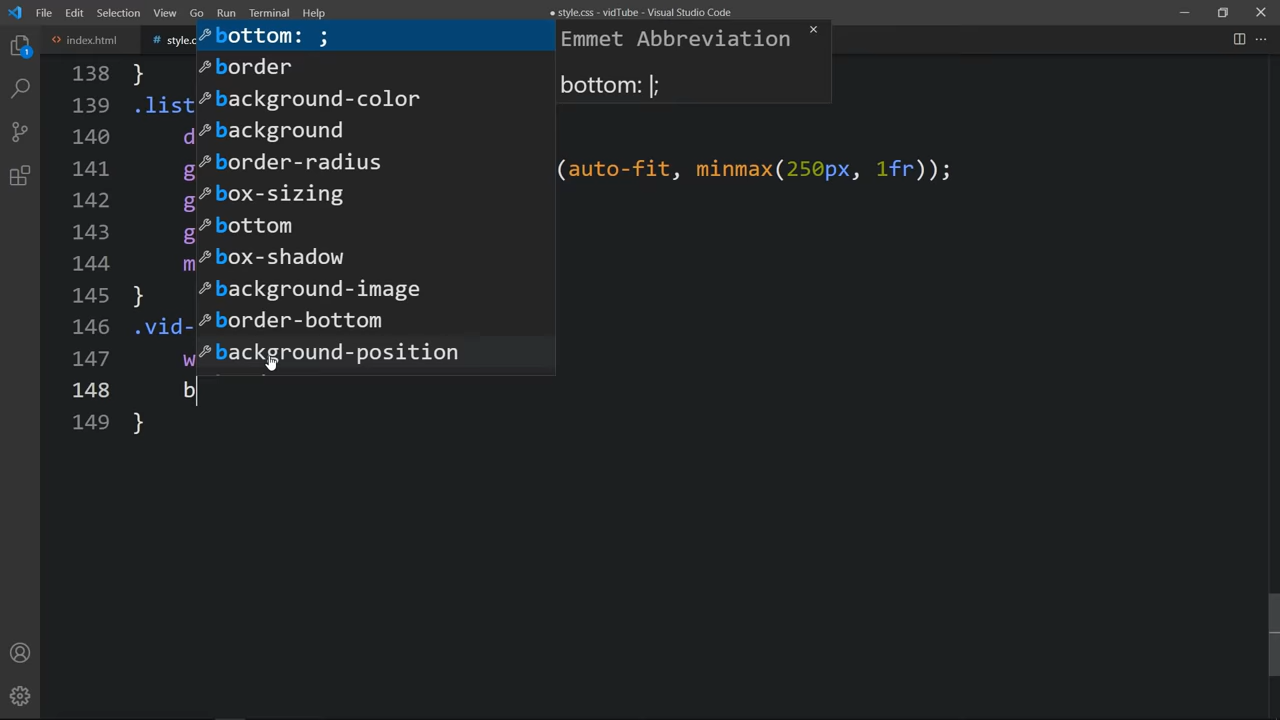 File Edit Selection View Go Run Terminal Help
● style.css - vidTube - Visual Studio Code
index.html
# style.c
1
138 }
139 .list
140 d
141 g (auto-fit, minmax(250px, 1fr));
142 g
143 g
144 m
145 }
146 .vid-
147 w
148 b
149 }
bottom: ;
border
background-color
background
border-radius
box-sizing
bottom
box-shadow
background-image
border-bottom
background-position
Emmet Abbreviation
bottom: |;